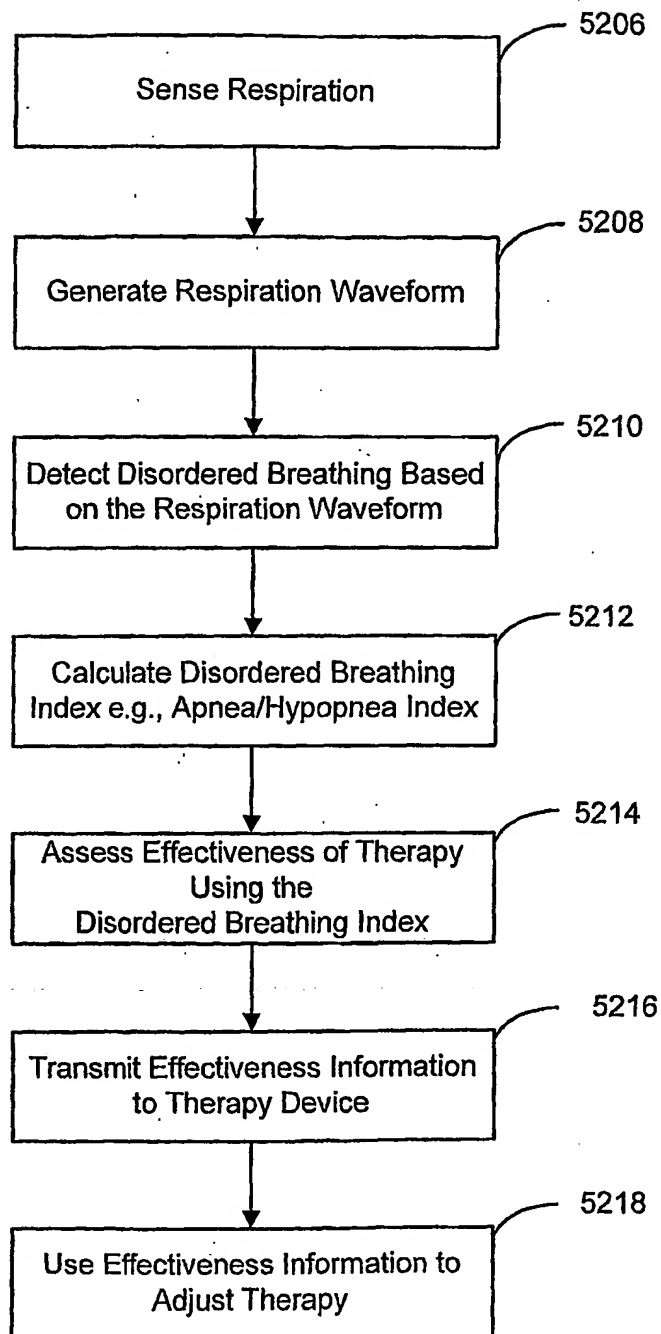 5206
Sense Respiration
5208
Generate Respiration Waveform
5210
Detect Disordered Breathing Based
on the Respiration Waveform
5212
Calculate Disordered Breathing
Index e.g., Apnea/Hypopnea Index
5214
Assess Effectiveness of Therapy
Using the
Disordered Breathing Index
5216
Transmit Effectiveness Information
to Therapy Device
5218
Use Effectiveness Information to
Adjust Therapy